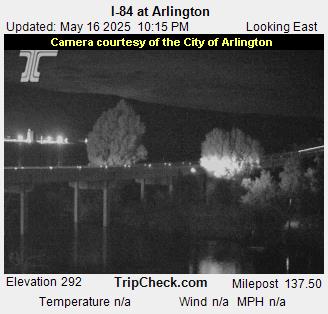 I-84 at Arlington
Updated: May 16 2025 10:15 PM Looking East
Camera courtesy of the City of Arlington
Elevation 292 TripCheck.com Milepost 137.50
Temperature n/a Wind n/a MPH n/a